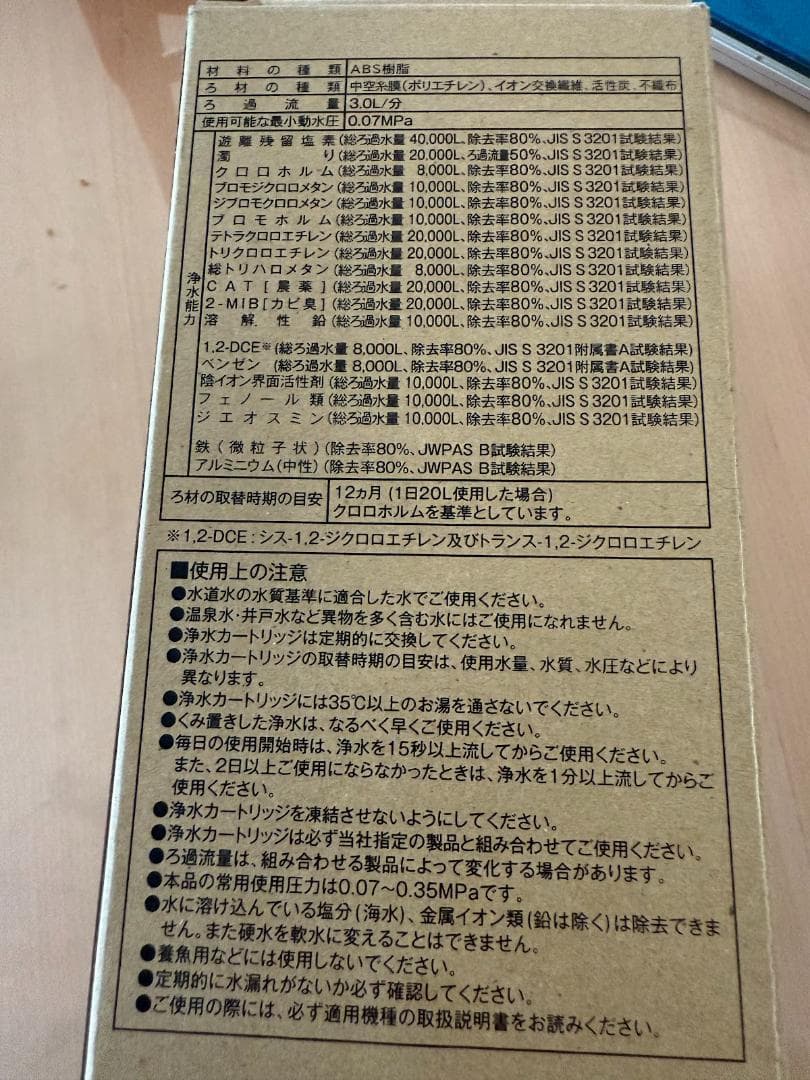 材料の種類 ABS樹脂
ろ材の種類 中空糸膜(ポリエチレン)、イオン交換繊維、活性炭、不織布
ろ過流量 3.0L/分
使用可能な最小動水圧 0.07MPa
浄水能力
遊離残留塩素(総ろ過水量 40,000L、除去率80%、JIS S 3201試験結果)
濁り(総ろ過水量 20,000L、ろ過流量50%、JIS S 3201試験結果)
クロロホルム(総ろ過水量 8,000L、除去率80%、JIS S 3201試験結果)
ブロモジクロロメタン(総ろ過水量 10,000L、除去率80%、JIS S 3201試験結果)
ジブロモクロロメタン(総ろ過水量 10,000L、除去率80%、JIS S 3201試験結果)
ブロモホルム(総ろ過水量 10,000L、除去率80%、JIS S 3201試験結果)
テトラクロロエチレン(総ろ過水量 20,000L、除去率80%、JIS S 3201試験結果)
トリクロロエチレン(総ろ過水量 20,000L、除去率80%、JIS S 3201試験結果)
総トリハロメタン(総ろ過水量 8,000L、除去率80%、JIS S 3201試験結果)
CAT[農薬](総ろ過水量 20,000L、除去率80%、JIS S 3201試験結果)
2-MIB[カビ臭](総ろ過水量 20,000L、除去率80%、JIS S 3201試験結果)
溶解性鉛(総ろ過水量 10,000L、除去率80%、JIS S 3201試験結果)
1,2-DCE※(総ろ過水量 8,000L、除去率80%、JIS S 3201附属書A試験結果)
ベンゼン(総ろ過水量 8,000L、除去率80%、JIS S 3201附属書A試験結果)
陰イオン界面活性剤(総ろ過水量 10,000L、除去率80%、JIS S 3201試験結果)
フェノール類(総ろ過水量 10,000L、除去率80%、JIS S 3201試験結果)
ジェオスミン(総ろ過水量 10,000L、除去率80%、JIS S 3201試験結果)
鉄(微粒子状)(除去率80%、JWPAS B試験結果)
アルミニウム(中性)(除去率80%、JWPAS B試験結果)
ろ材の取替時期の目安 12ヵ月(1日20L使用した場合)
クロロホルムを基準としています。
※1,2-DCE:シス-1,2-ジクロロエチレン及びトランス-1,2-ジクロロエチレン
■使用上の注意
●水道水の水質基準に適合した水でご使用ください。
●温泉水・井戸水など異物を多く含む水にはご使用になれません。
●浄水カートリッジは定期的に交換してください。
●浄水カートリッジの取替時期の目安は、使用水量、水質、水圧などにより
異なります。
●浄水カートリッジには35℃以上のお湯を通さないでください。
●くみ置きした浄水は、なるべく早くご使用ください。
●毎日の使用開始時は、浄水を15秒以上流してからご使用ください。
また、2日以上ご使用にならなかったときは、浄水を1分以上流してからご
使用ください。
●浄水カートリッジを凍結させないようにしてください。
●浄水カートリッジは必ず当社指定の製品と組み合わせてご使用ください。
●ろ過流量は、組み合わせる製品によって変化する場合があります。
●本品の常用使用圧力は0.07~0.35MPaです。
●水に溶け込んでいる塩分(海水)、金属イオン類(鉛は除く)は除去できま
せん。また硬水を軟水に変えることはできません。
●養魚用などには使用しないでください。
●定期的に水漏れがないか必ず確認してください。
●ご使用の際には、必ず適用機種の取扱説明書をお読みください。